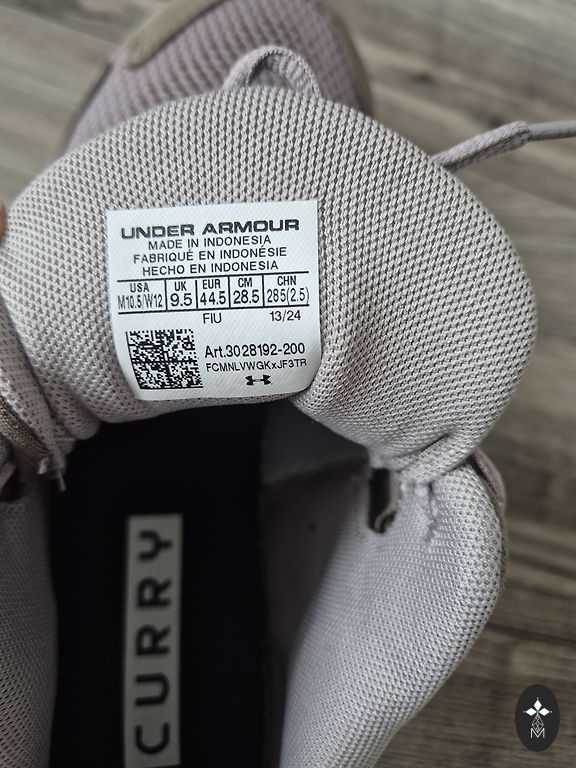 UNDER ARMOUR
MADE IN INDONESIA
FABRIQUÉ EN INDONÉSIE
HECHO EN INDONESIA
USA UK EUR CM CHN
M10.5/W12 9.5 44.5 28.5 285(2.5)
FIU 13/24
Art.3028192-200
FCMNLVWGKxJF3TR
CURRY
M